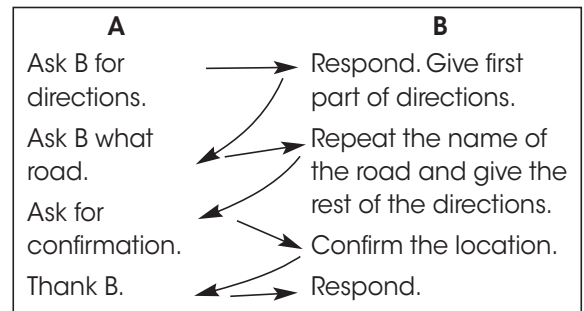 A
B
Ask B for
directions.
Respond. Give first
part of directions.
Ask B what
road.
Repeat the name of
the road and give the
rest of the directions.
Ask for
confirmation.
Confirm the location.
Thank B.
Respond.